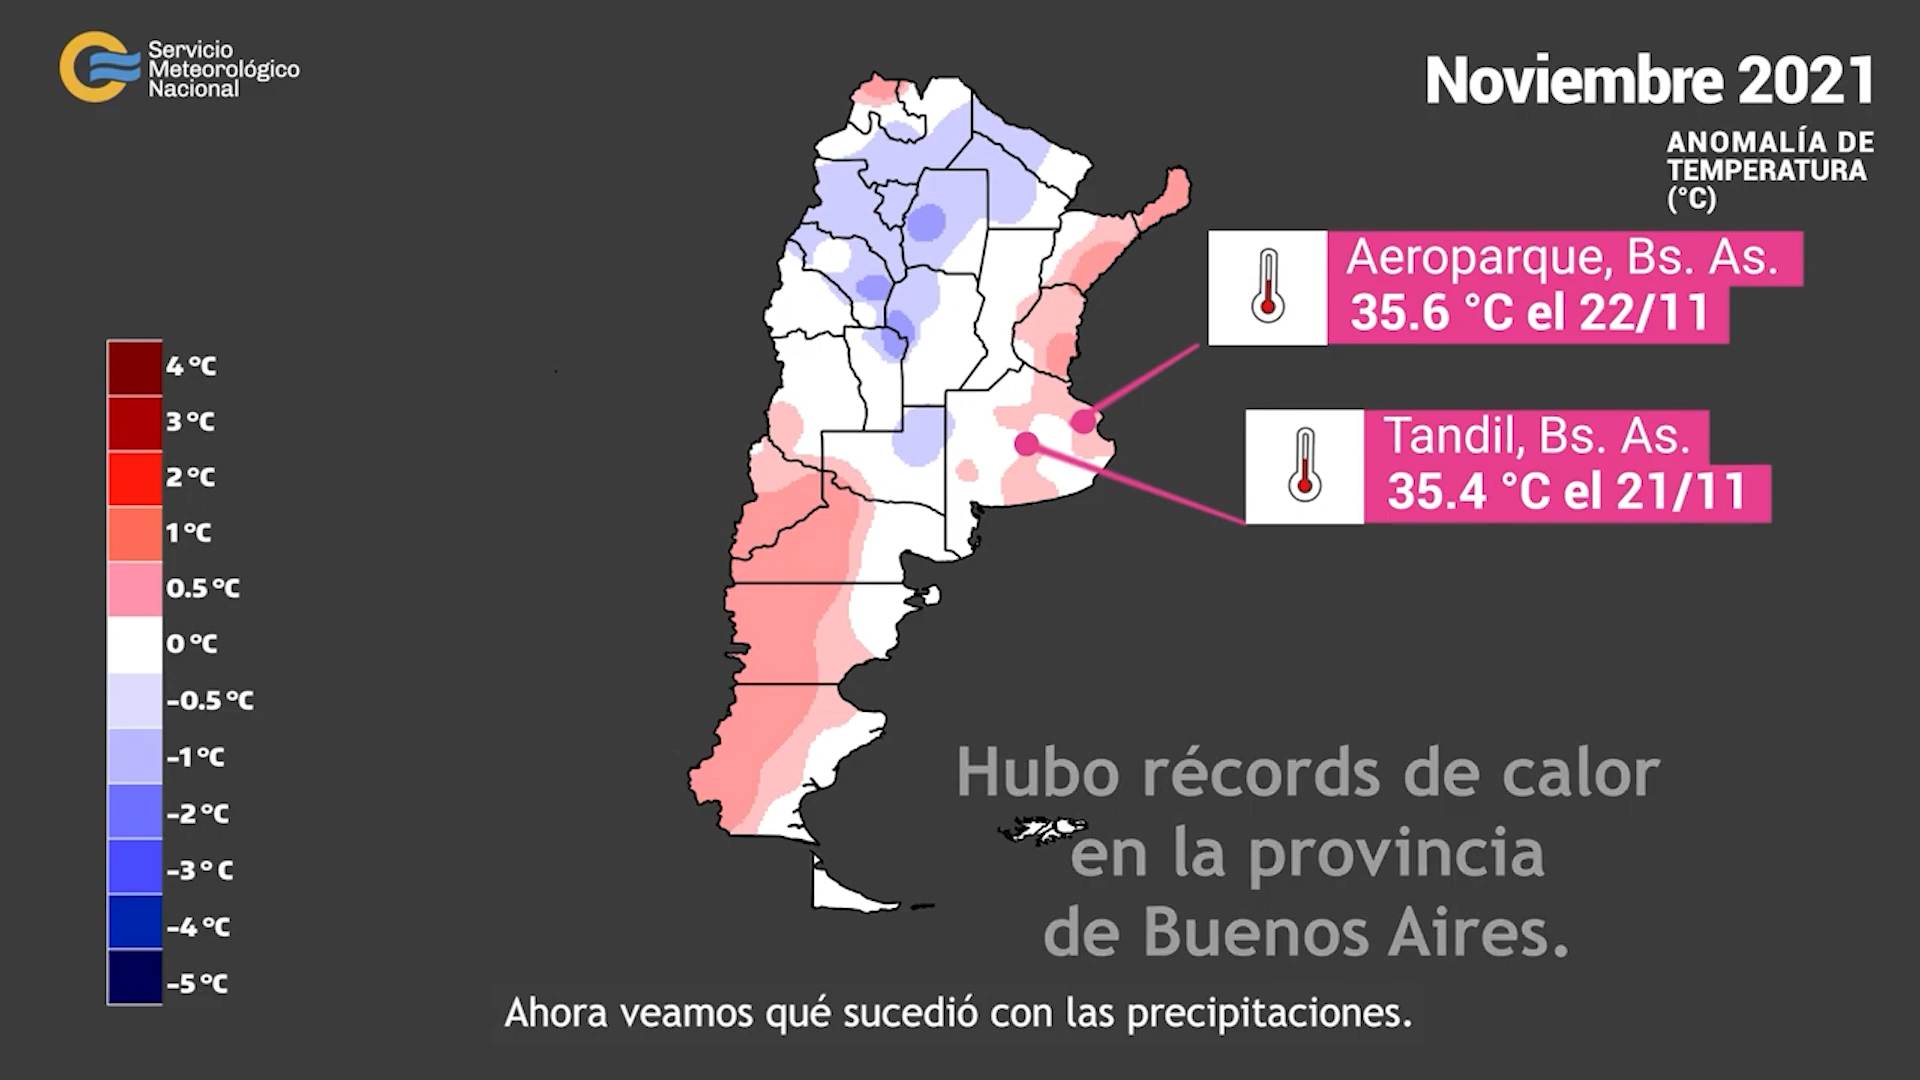 Servicio
Meteorológico
Nacional
Noviembre 2021
ANOMALÍA DE
TEMPERATURA
(°C)
Aeroparque, Bs. As.
35.6 °C el 22/11
Tandil, Bs. As.
35.4 °C el 21/11
4 °C
3 °C
2 °C
1 °C
0.5 °C
0 °C
-0.5 °C
-1 °C
-2 °C
-3 °C
-4 °C
-5 °C
Hubo récords de calor
en la provincia
de Buenos Aires.
Ahora veamos qué sucedió con las precipitaciones.